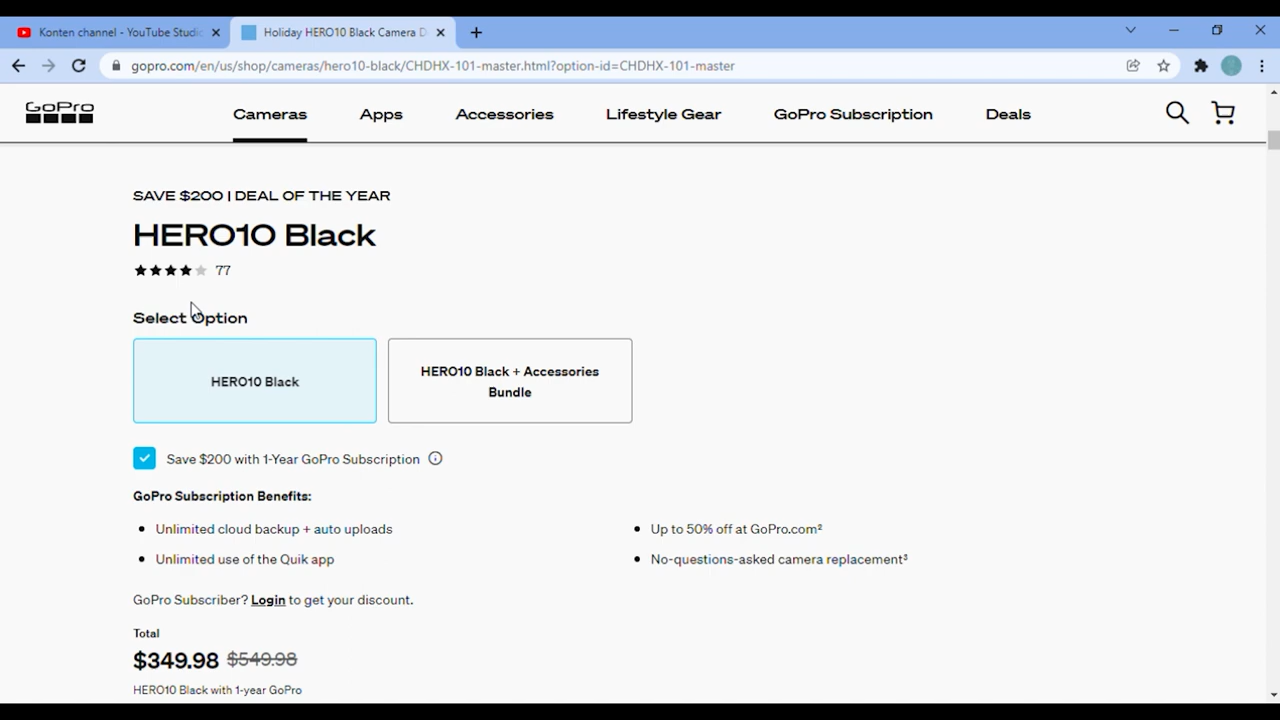 Konten channel - YouTube Studio
Holiday HERO10 Black Camera D
gopro.com/en/us/shop/cameras/hero10-black/CHDHX-101-master.html?option-id=CHDHX-101-master
GoPro
Cameras
Apps
Accessories
Lifestyle Gear
GoPro Subscription
Deals
SAVE $200 | DEAL OF THE YEAR
HERO10 Black
77
Select Option
HERO10 Black
HERO10 Black + Accessories
Bundle
Save $200 with 1-Year GoPro Subscription
GoPro Subscription Benefits:
Unlimited cloud backup + auto uploads
Unlimited use of the Quik app
Up to 50% off at GoPro.com²
No-questions-asked camera replacement³
GoPro Subscriber? Login to get your discount.
Total
$349.98 $549.98
HERO10 Black with 1-year GoPro